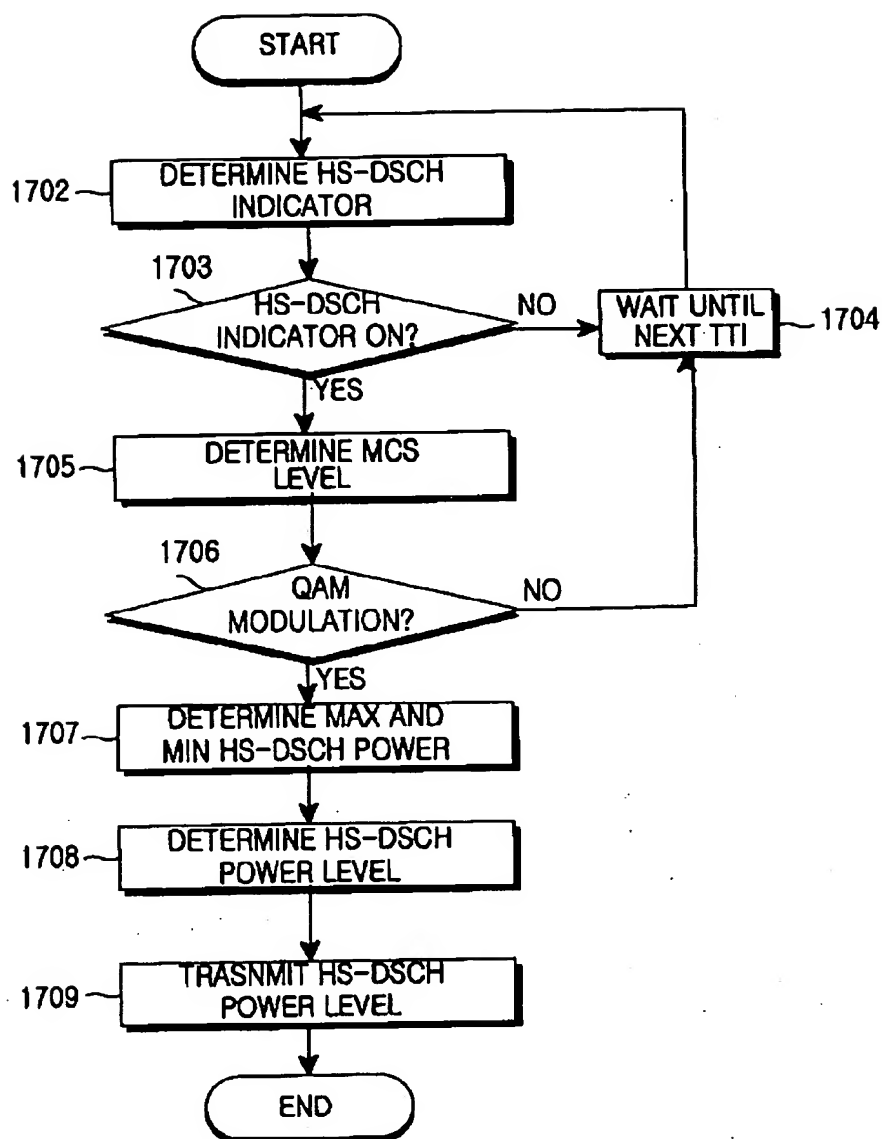 START
1702
DETERMINE HS-DSCH
INDICATOR
1703
HS-DSCH
INDICATOR ON?
NO
WAIT UNTIL
NEXT TTI
1704
YES
1705
DETERMINE MCS
LEVEL
1706
QAM
MODULATION?
NO
YES
1707
DETERMINE MAX AND
MIN HS-DSCH POWER
1708
DETERMINE HS-DSCH
POWER LEVEL
1709
TRASNMIT HS-DSCH
POWER LEVEL
END